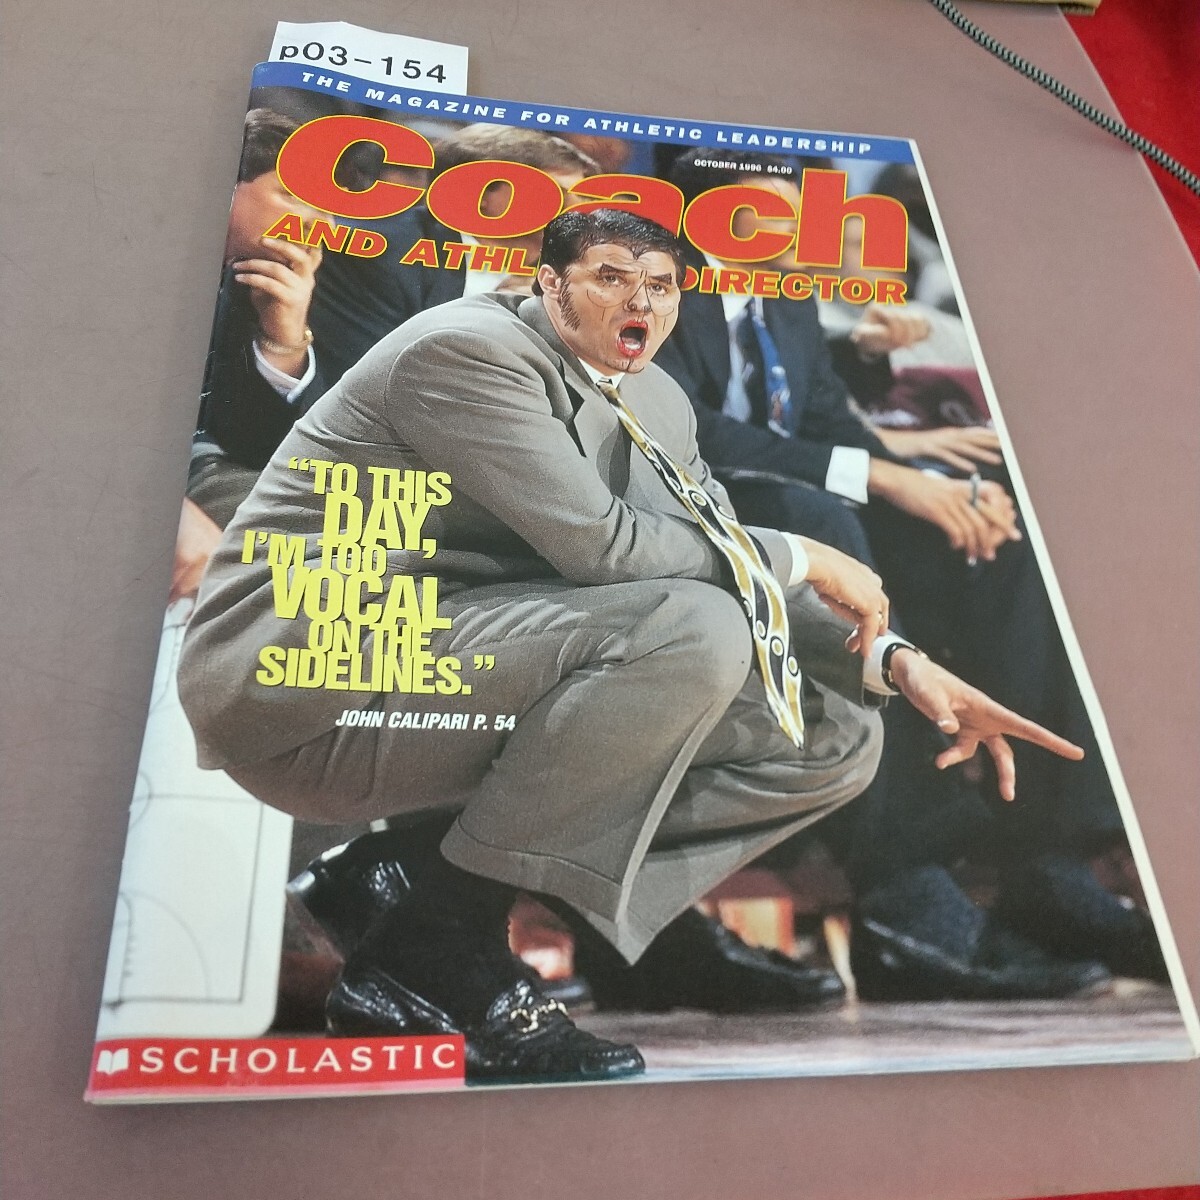 p03-154
THE MAGAZINE FOR ATHLETIC LEADERSHIP
OCTOBER 1996 $4.00
Coach
AND ATHL DIRECTOR
“TO THIS
DAY,
I'M TOO
VOCAL
ON THE
SIDELINES.”
JOHN CALIPARI P. 54
SCHOLASTIC